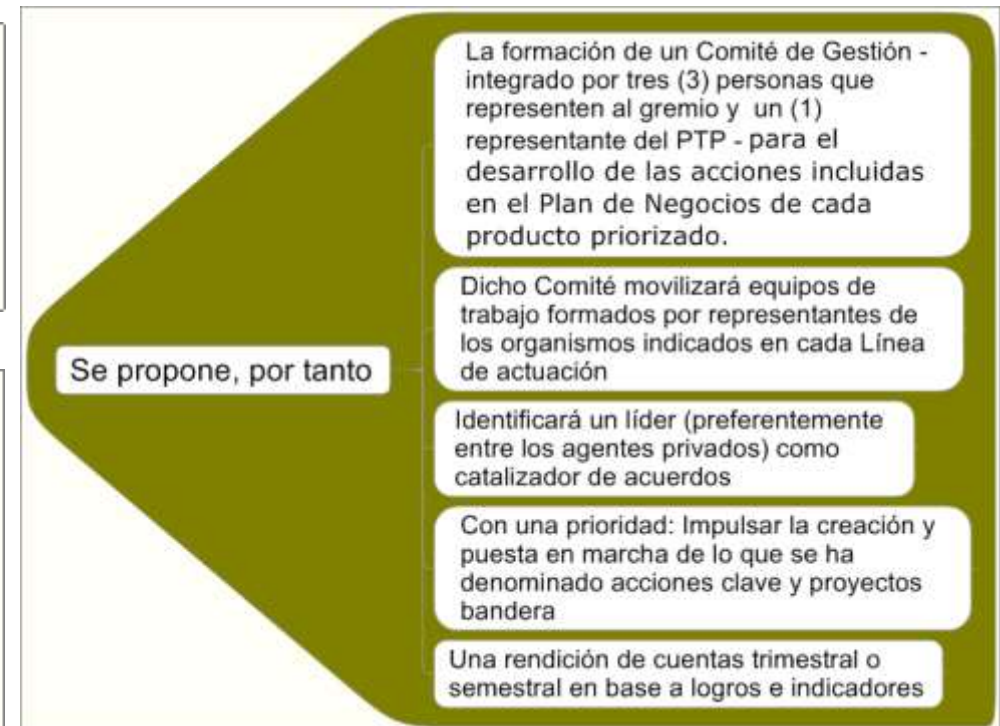 Se propone, por tanto
La formación de un Comité de Gestión -
integrado por tres (3) personas que
representen al gremio y un (1)
representante del PTP - para el
desarrollo de las acciones incluidas
en el Plan de Negocios de cada
producto priorizado.
Dicho Comité movilizará equipos de
trabajo formados por representantes de
los organismos indicados en cada Línea
de actuación
Identificará un líder (preferentemente
entre los agentes privados) como
catalizador de acuerdos
Con una prioridad: Impulsar la creación y
puesta en marcha de lo que se ha
denominado acciones clave y proyectos
bandera
Una rendición de cuentas trimestral o
semestral en base a logros e indicadores